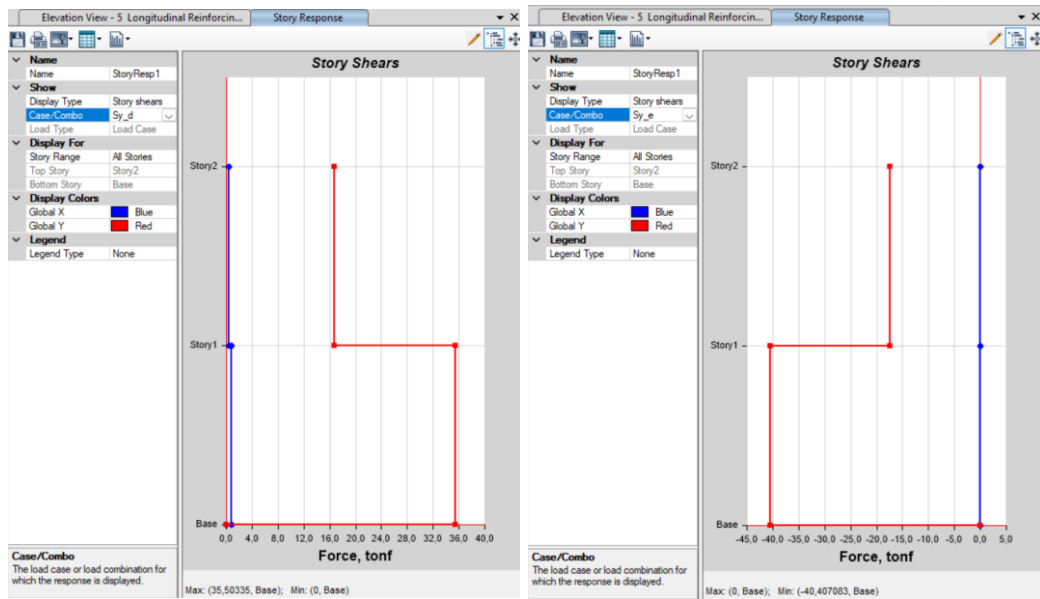 Elevation View - 5 Longitudinal Reinforcin...
Story Response
Name
Name StoryResp1
Show
Display Type Story shears
Case/Combo Sy_d
Load Type Load Case
Display For
Story Range All Stories
Top Story Story2
Bottom Story Base
Display Colors
Global X Blue
Global Y Red
Legend
Legend Type None
Case/Combo
The load case or load combination for
which the response is displayed.
Story Shears
Story2
Story1
Base
0,0 4,0 8,0 12,0 16,0 20,0 24,0 28,0 32,0 36,0 40,0
Force, tonf
Max: (35,50335, Base); Min: (0, Base)
Elevation View - 5 Longitudinal Reinforcin...
Story Response
Name
Name StoryResp1
Show
Display Type Story shears
Case/Combo Sy_e
Load Type Load Case
Display For
Story Range All Stories
Top Story Story2
Bottom Story Base
Display Colors
Global X Blue
Global Y Red
Legend
Legend Type None
Case/Combo
The load case or load combination for
which the response is displayed.
Story Shears
Story2
Story1
Base
-45,0 -40,0 -35,0 -30,0 -25,0 -20,0 -15,0 -10,0 -5,0 0,0 5,0
Force, tonf
Max: (0, Base); Min: (-40,407083, Base)